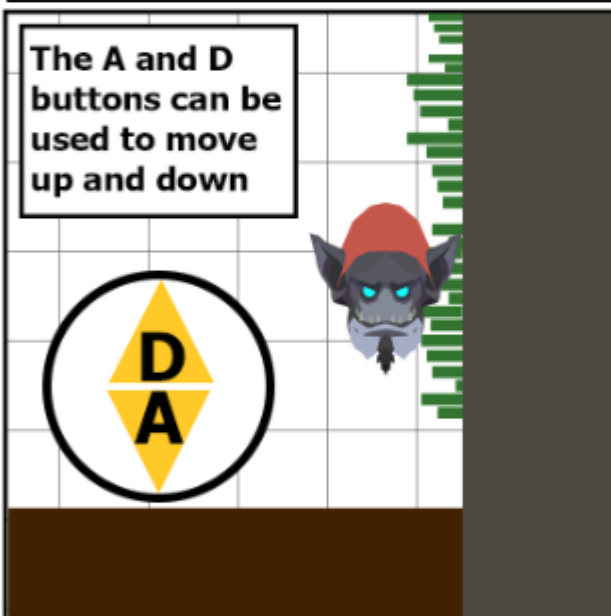 The A and D
buttons can be
used to move
up and down
D
A